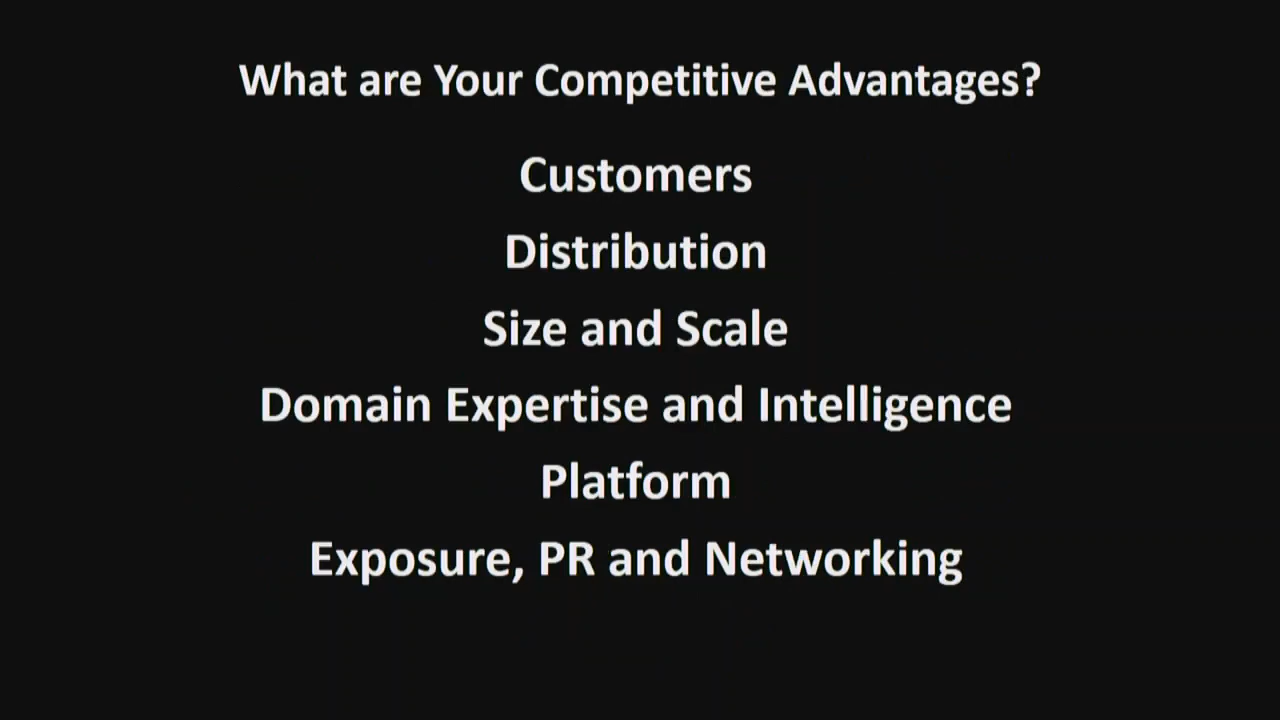 What are Your Competitive Advantages?
Customers
Distribution
Size and Scale
Domain Expertise and Intelligence
Platform
Exposure, PR and Networking